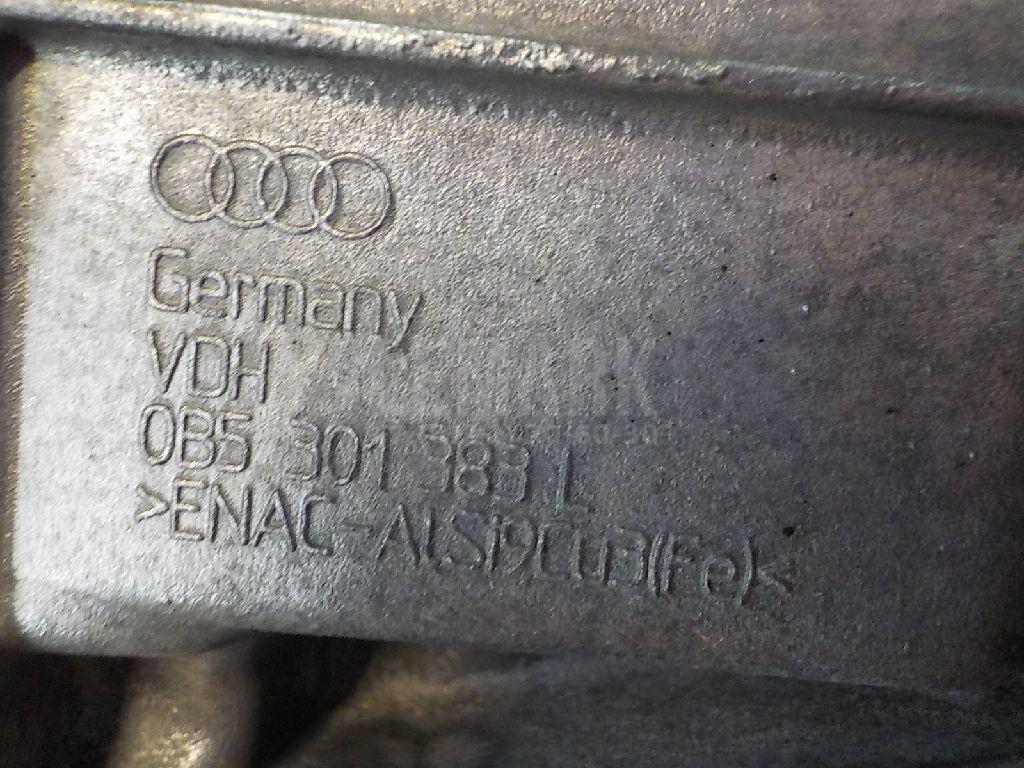 Germany
VDH
0B5 301 383 L
>ENAC-AlSi9Cu3(Fe)<